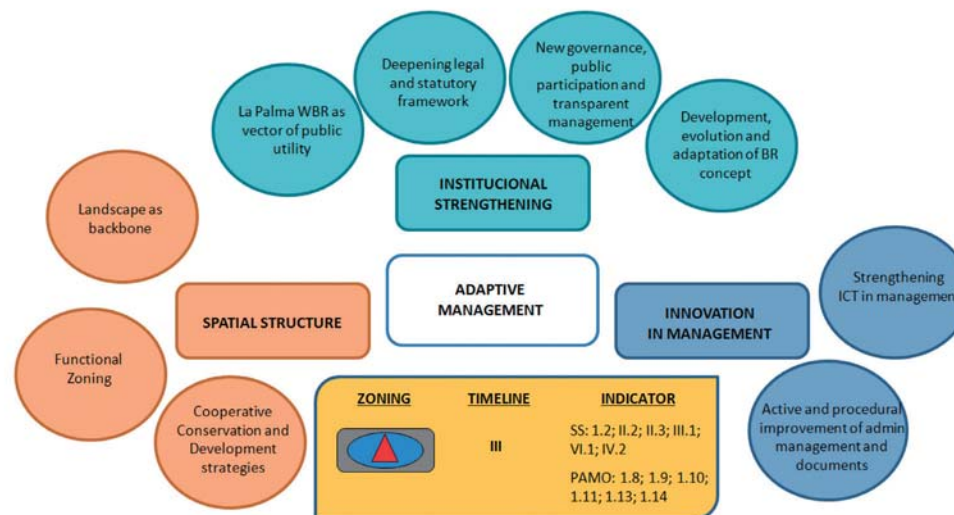 La Palma WBR as
vector of public
utility
Deepening legal
and statutory
framework
New governance,
public
participation and
transparent
management
Development,
evolution and
adaptation of BR
concept
INSTITUCIONAL
STRENGTHENING
Landscape as
backbone
Functional
Zoning
Cooperative
Conservation and
Development
strategies
SPATIAL STRUCTURE
ADAPTIVE
MANAGEMENT
INNOVATION
IN MANAGEMENT
Strengthening
ICT in management
Active and procedural
improvement of admin
management and
documents
ZONING TIMELINE INDICATOR
III
SS: 1.2; II.2; II.3; III.1;
VI.1; IV.2
PAMO: 1.8; 1.9; 1.10;
1.11; 1.13; 1.14